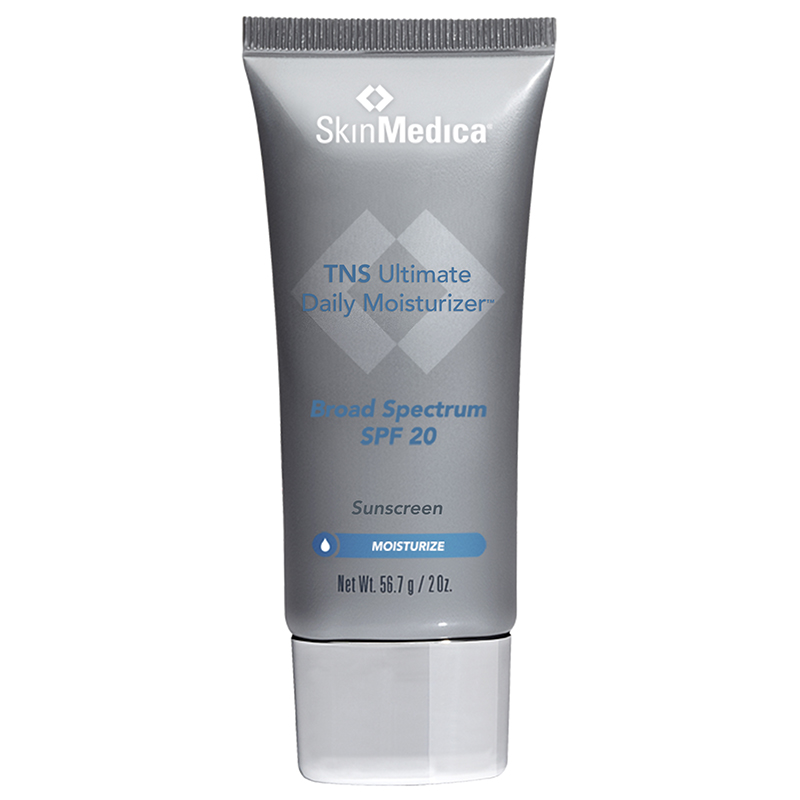 SkinMedica®
TNS Ultimate
Daily Moisturizer™
Broad Spectrum
SPF 20
Sunscreen
MOISTURIZE
Net Wt. 56.7 g / 2 Oz.